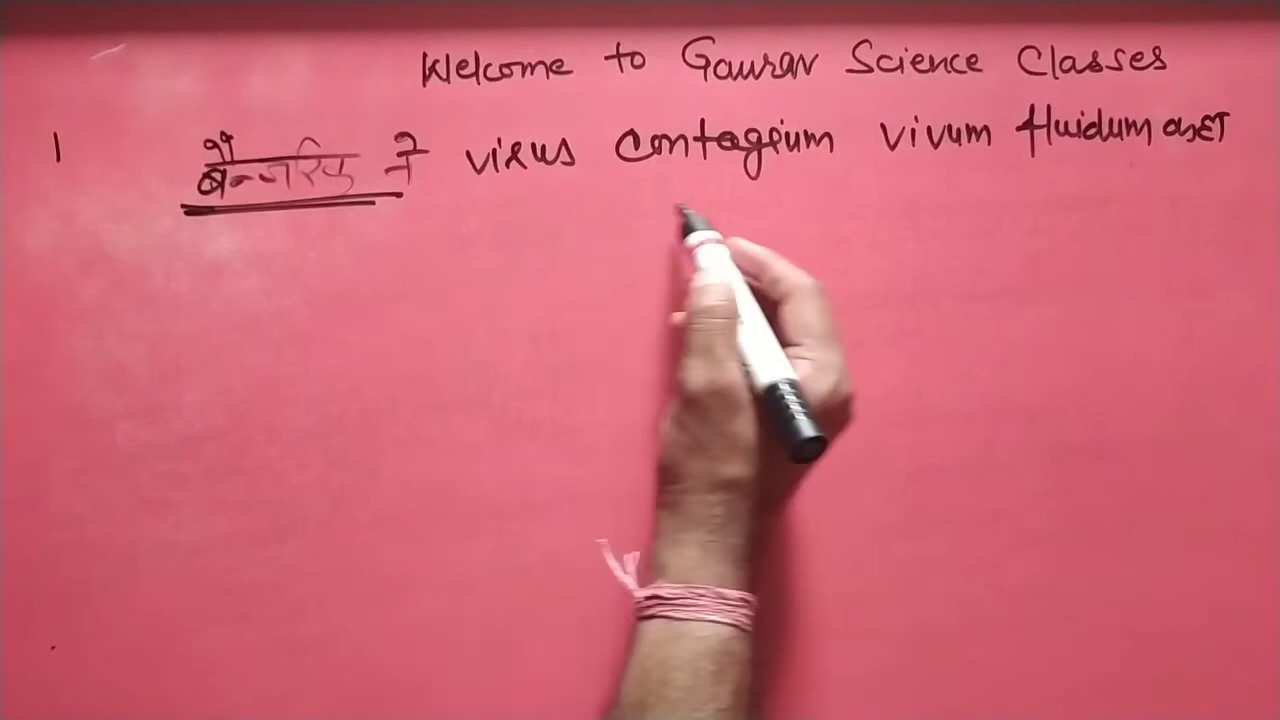 Welcome to Gaurav Science Classes
1 बैन्जरिक ने virus contagium vivum fluidum कहा